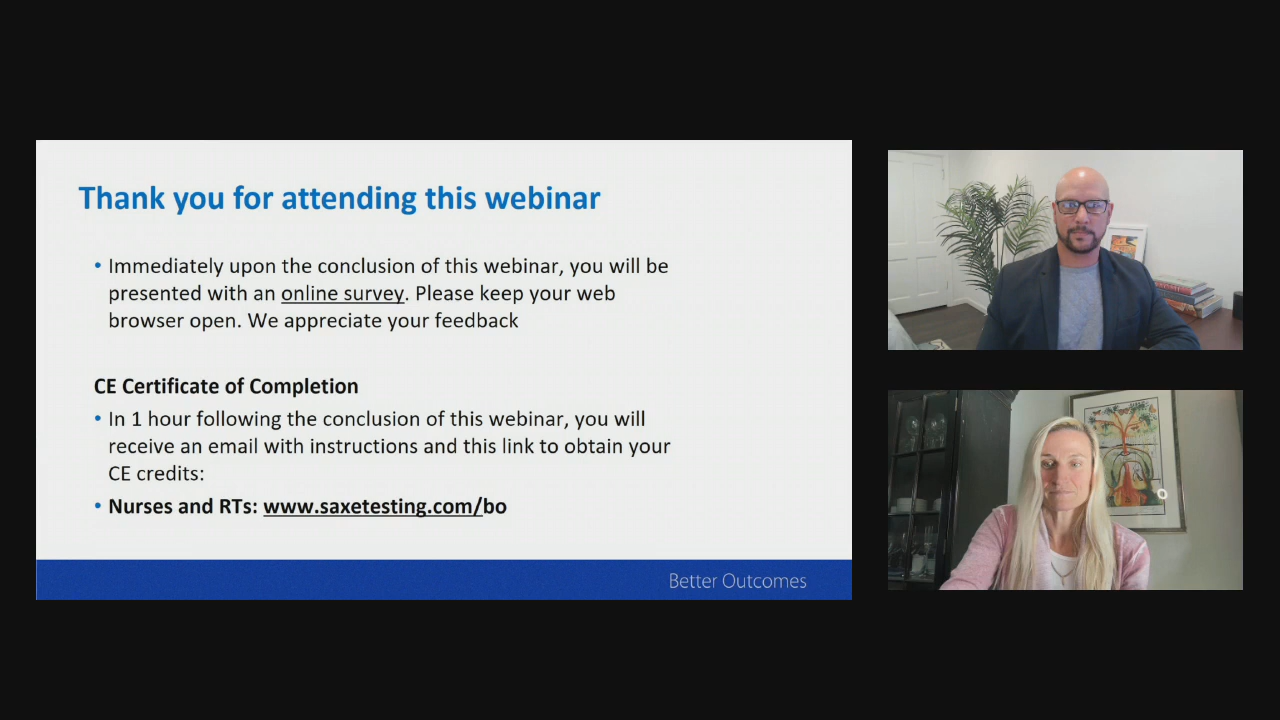 Thank you for attending this webinar
• Immediately upon the conclusion of this webinar, you will be
presented with an online survey. Please keep your web
browser open. We appreciate your feedback
CE Certificate of Completion
• In 1 hour following the conclusion of this webinar, you will
receive an email with instructions and this link to obtain your
CE credits:
• Nurses and RTs: www.saxetesting.com/bo
Better Outcomes